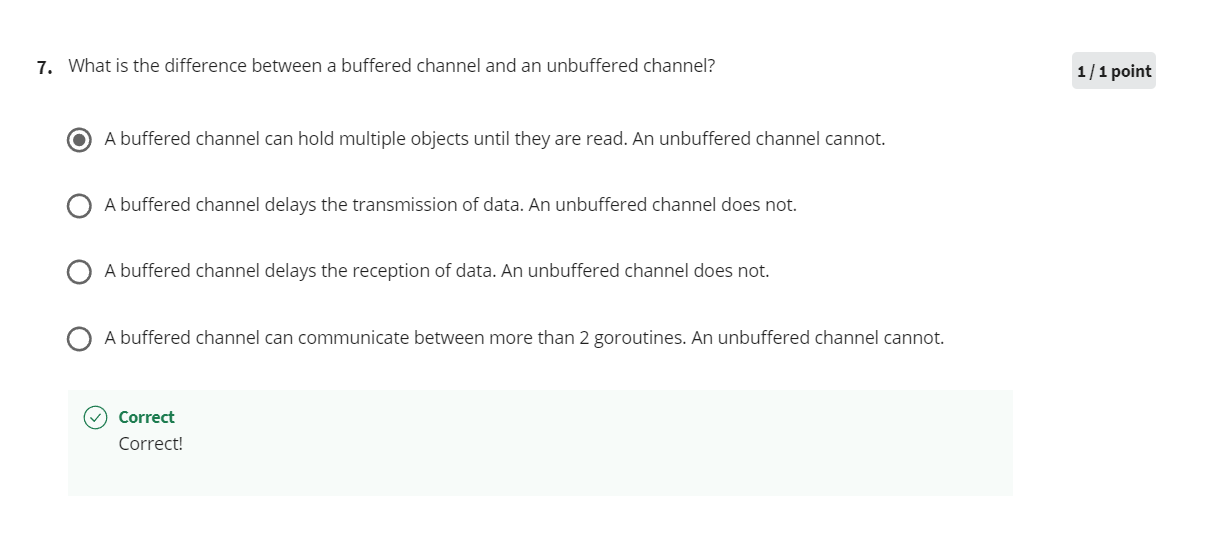 7. What is the difference between a buffered channel and an unbuffered channel?
1 / 1 point
A buffered channel can hold multiple objects until they are read. An unbuffered channel cannot.
A buffered channel delays the transmission of data. An unbuffered channel does not.
A buffered channel delays the reception of data. An unbuffered channel does not.
A buffered channel can communicate between more than 2 goroutines. An unbuffered channel cannot.
Correct
Correct!